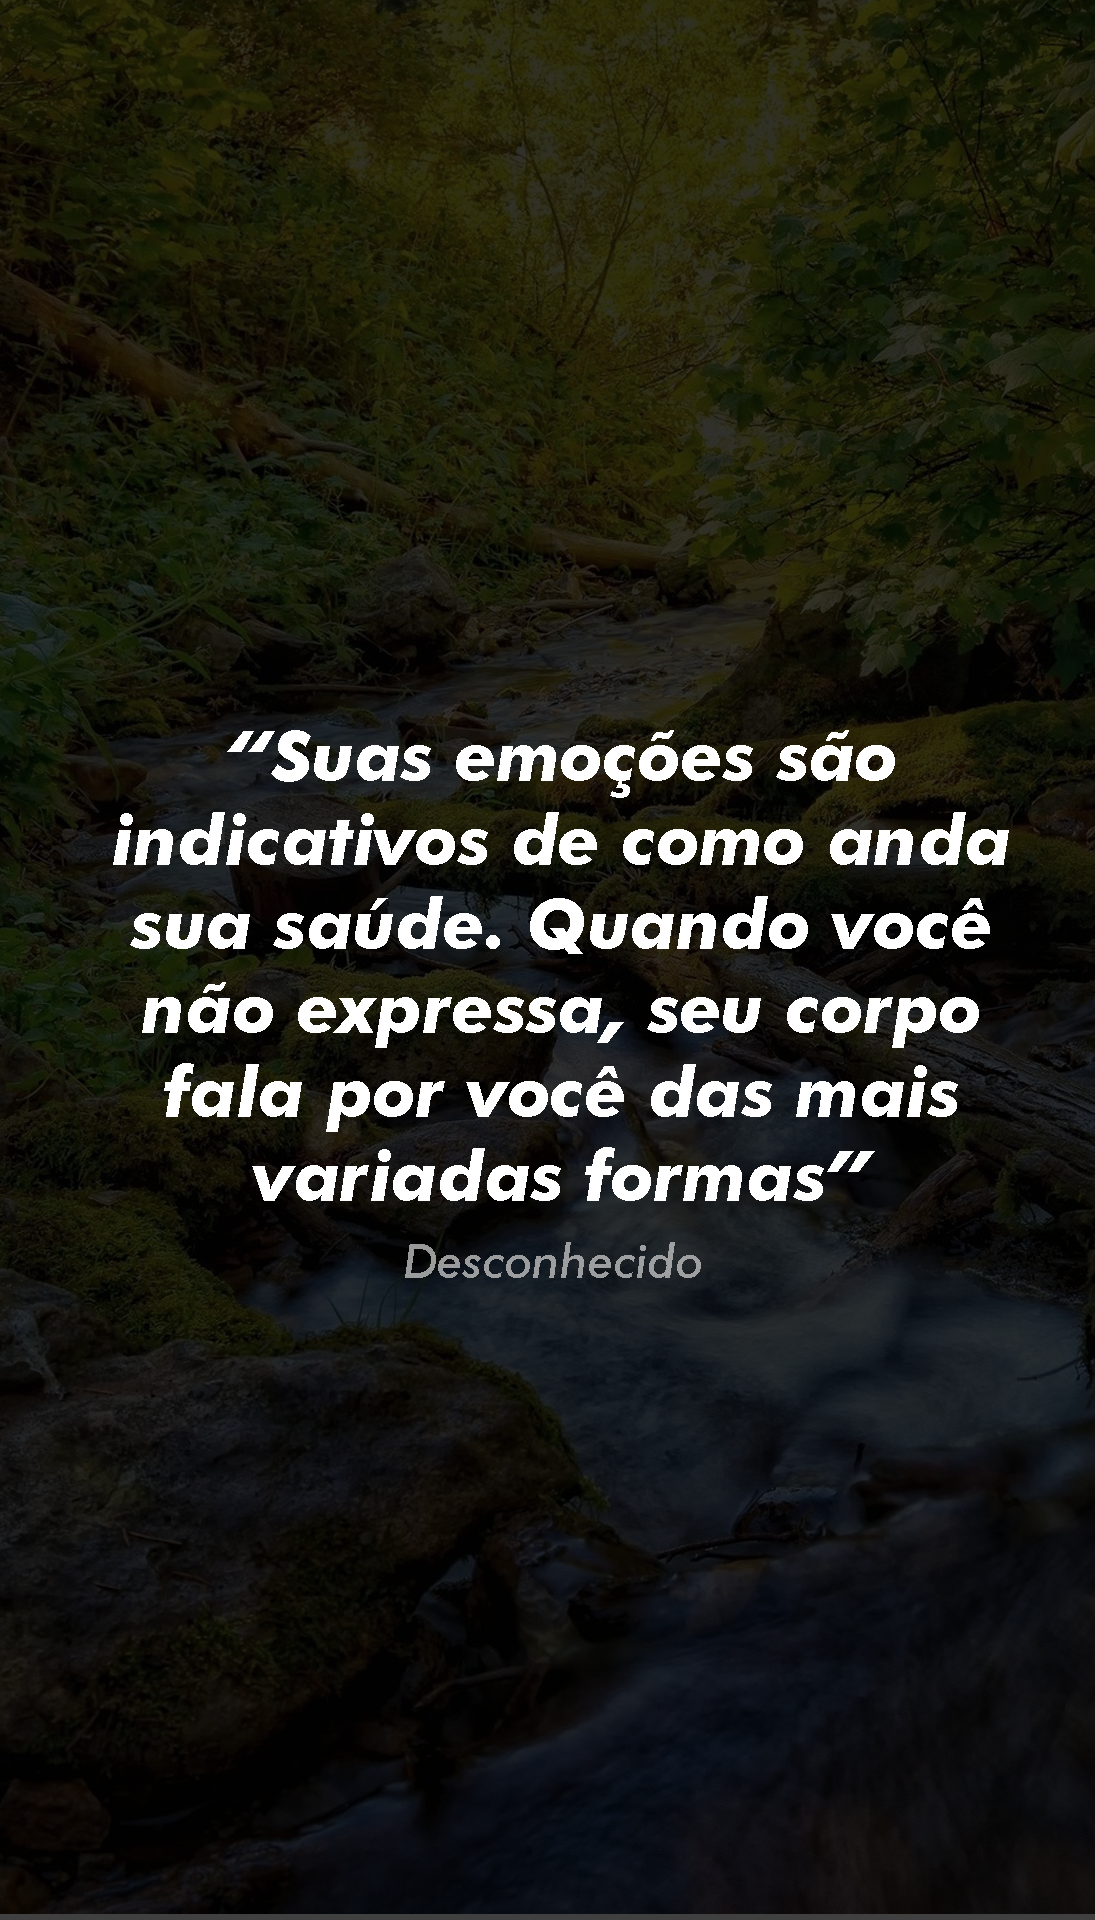 “Suas emoções são
indicativos de como anda
sua saúde. Quando você
não expressa, seu corpo
fala por você das mais
variadas formas”
Desconhecido